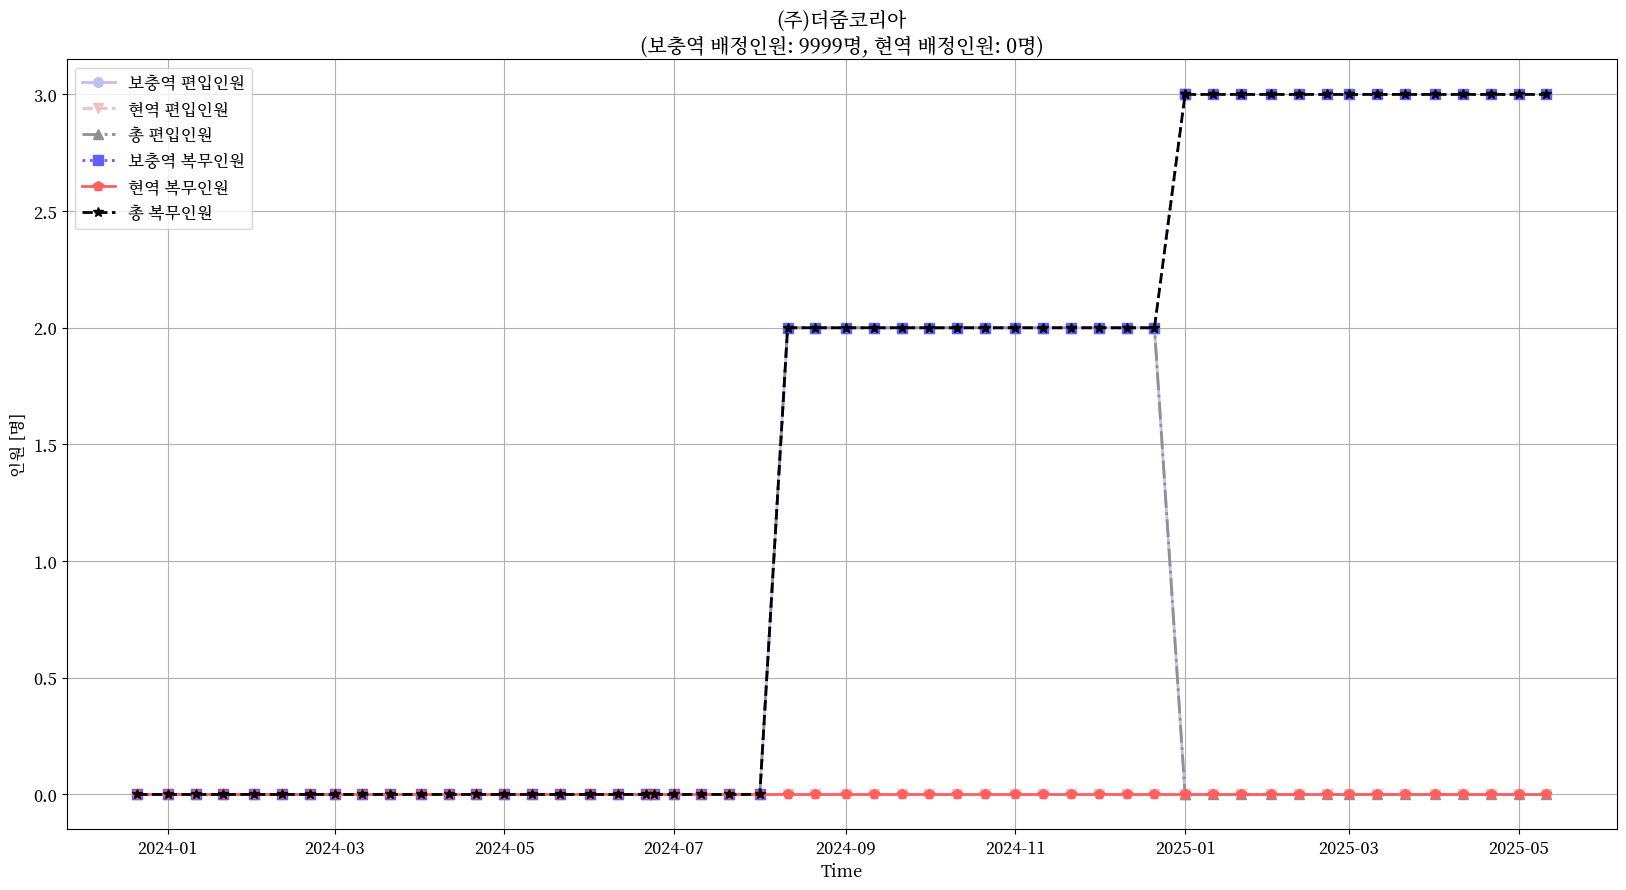 (주)더줌코리아
(보충역 배정인원: 9999명, 현역 배정인원: 0명)
보충역 편입인원
현역 편입인원
총 편입인원
보충역 복무인원
현역 복무인원
총 복무인원
인원 [명]
3.0
2.5
2.0
1.5
1.0
0.5
0.0
2024-01
2024-03
2024-05
2024-07
2024-09
2024-11
2025-01
2025-03
2025-05
Time